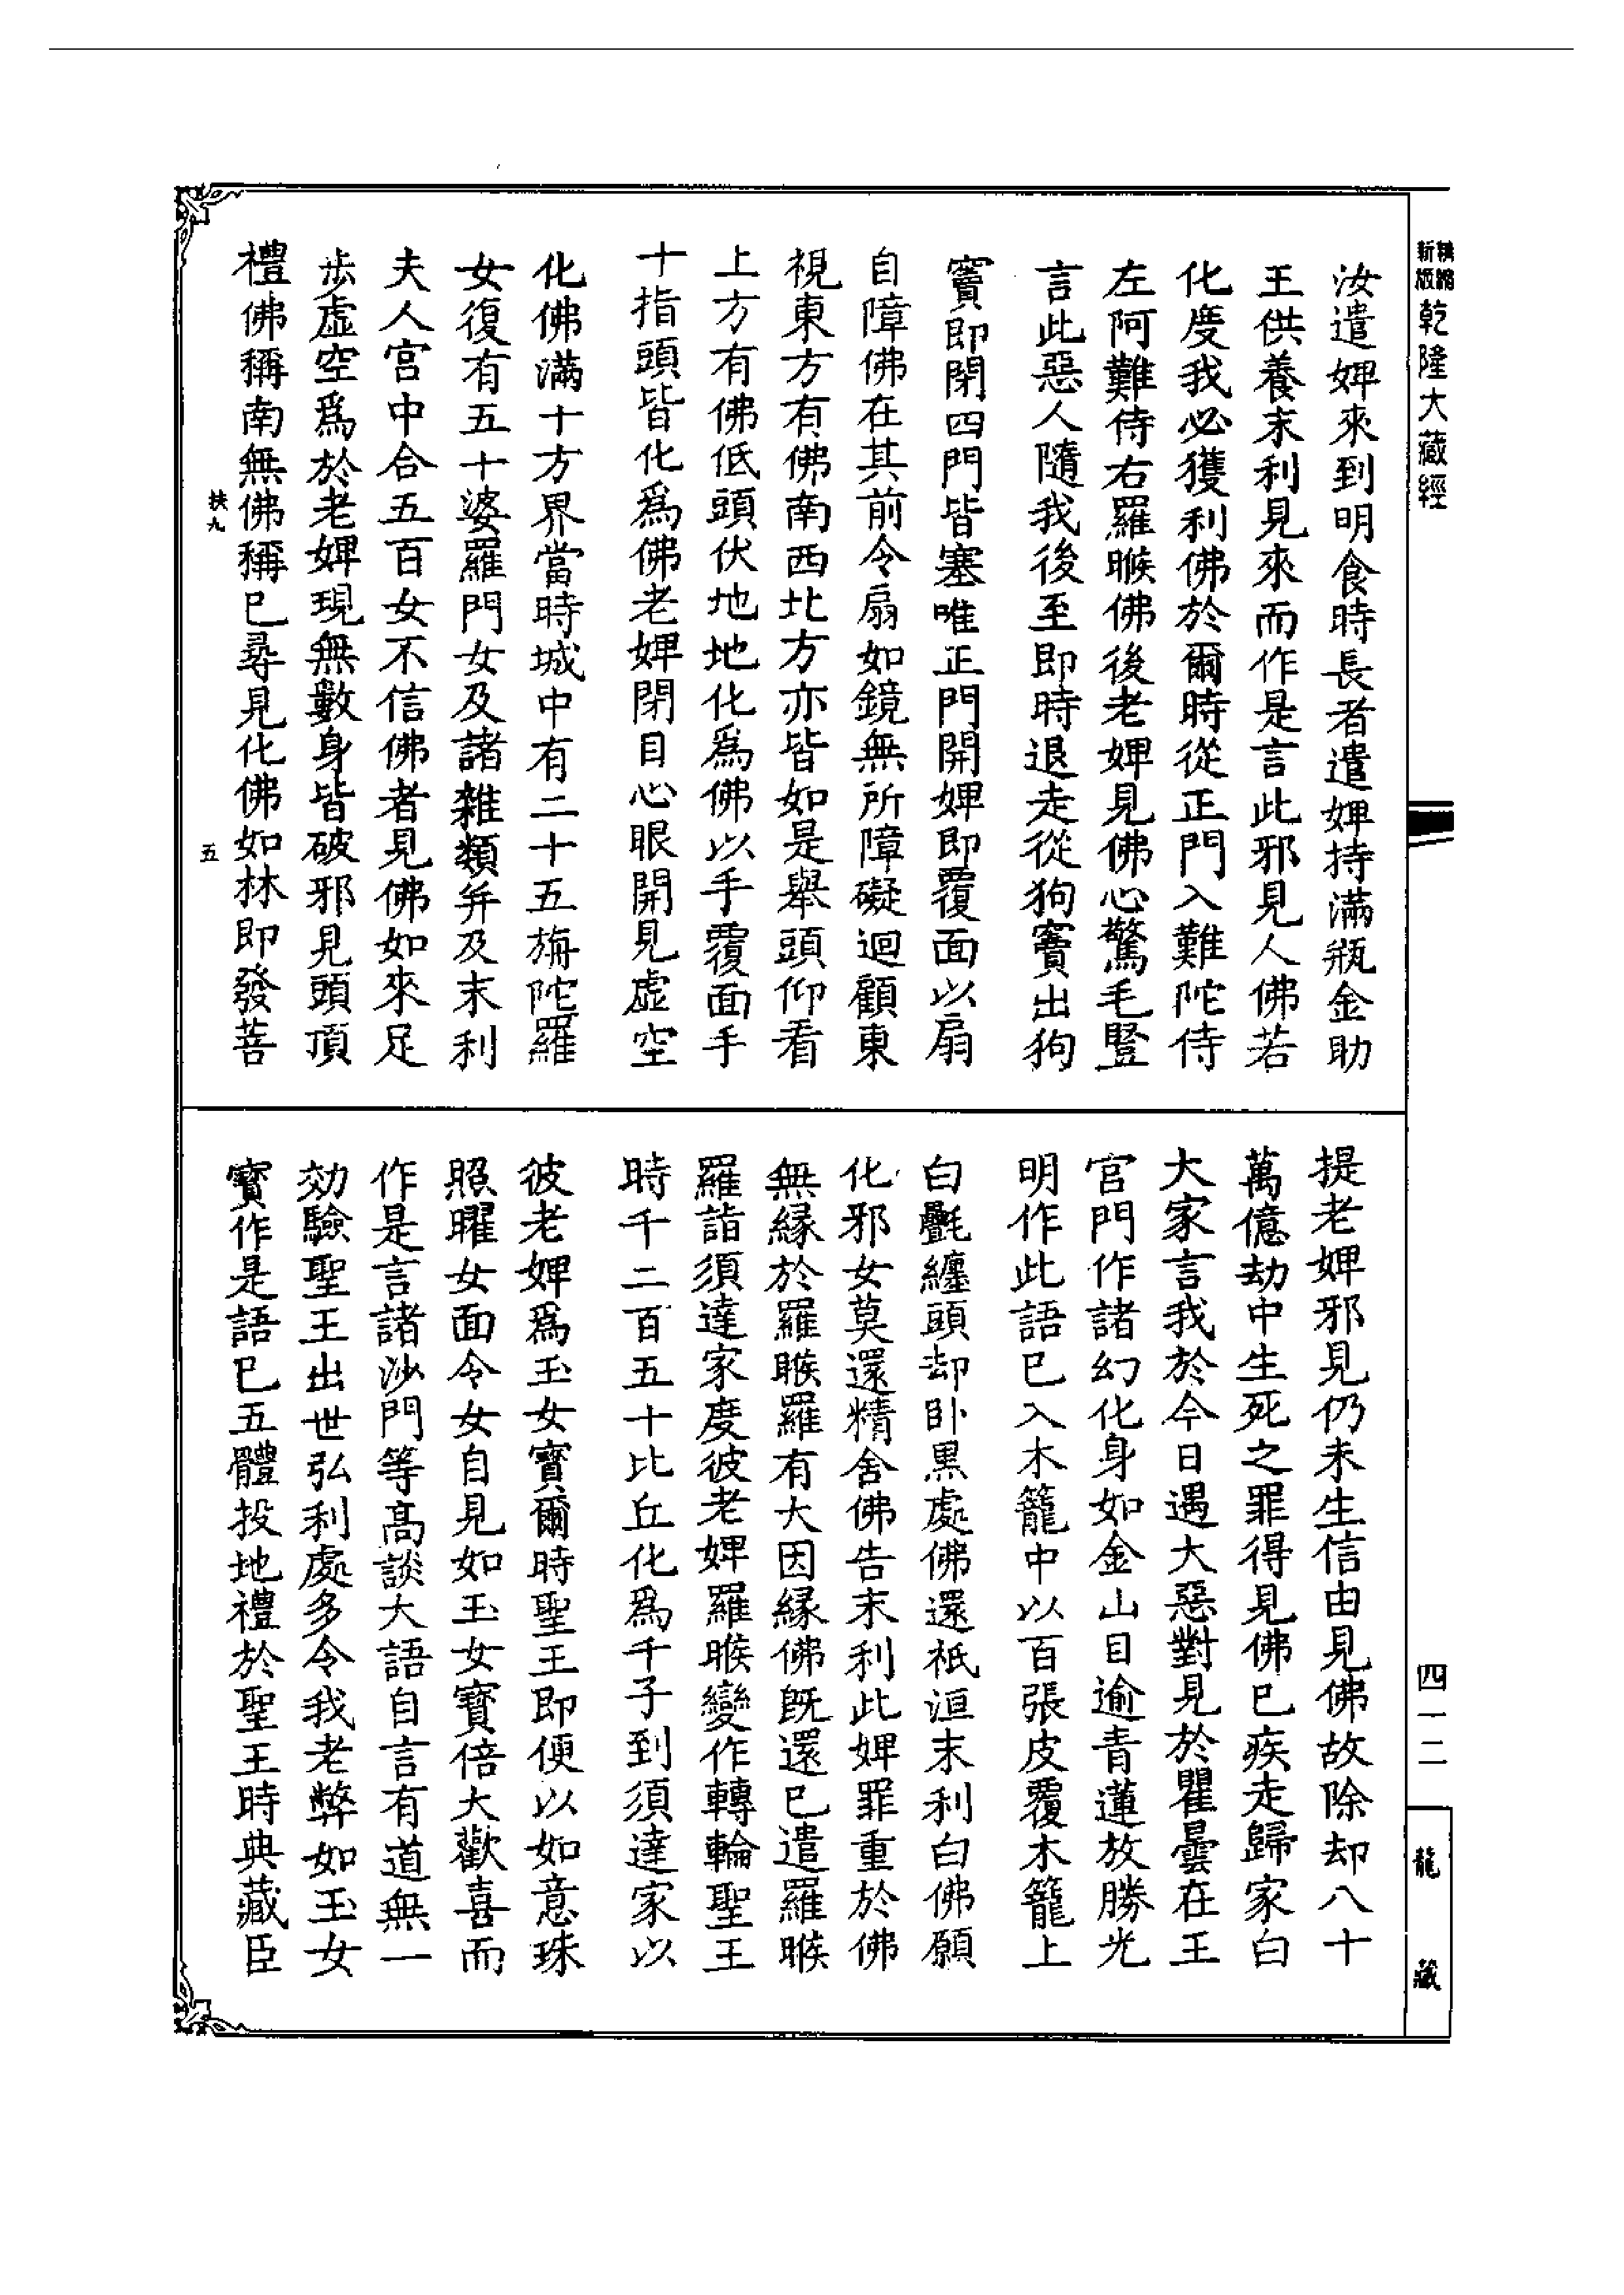 精縮
新版
乾隆大藏經
汝遣婢來到明食時長者遣婢持滿瓶金助
王供養末利見來而作是言此邪見人佛若
化度我必獲利佛於爾時從正門入難陀侍
左阿難侍右羅睺佛後老婢見佛心驚毛豎
言此惡人隨我後至即時退走從狗竇出狗
竇即閉四門皆塞唯正門開婢即覆面以扇
自障佛在其前令扇如鏡無所障礙迴顧東
視東方有佛南西北方亦皆如是舉頭仰看
上方有佛低頭伏地地化爲佛以手覆面手
十指頭皆化爲佛老婢閉目心眼開見虛空
化佛滿十方界當時城中有二十五旃陀羅
女復有五十婆羅門女及諸雜類并及末利
夫人宮中合五百女不信佛者見佛如來足
步虛空爲於老婢現無數身皆破邪見頭頂
禮佛稱南無佛稱已尋見化佛如林即發菩
扶九
五
提老婢邪見仍未生信由見佛故除却八十
萬億劫中生死之罪得見佛已疾走歸家白
大家言我於今日遇大惡對見於瞿曇在王
宮門作諸幻化身如金山目逾青蓮放勝光
明作此語已入木籠中以百張皮覆木籠上
白氎纏頭却卧黑處佛還祇洹末利白佛願
化邪女莫還精舍佛告末利此婢罪重於佛
無緣於羅睺羅有大因緣佛既還已遣羅睺
羅詣須達家度彼老婢羅睺變作轉輪聖王
時千二百五十比丘化爲千子到須達家以
彼老婢爲玉女寶爾時聖王即便以如意珠
照曜女面令女自見如玉女寶倍大歡喜而
作是言諸沙門等高談大語自言有道無一
効驗聖王出世弘利處多令我老弊如玉女
寶作是語已五體投地禮於聖王時典藏臣
四一二
龍藏